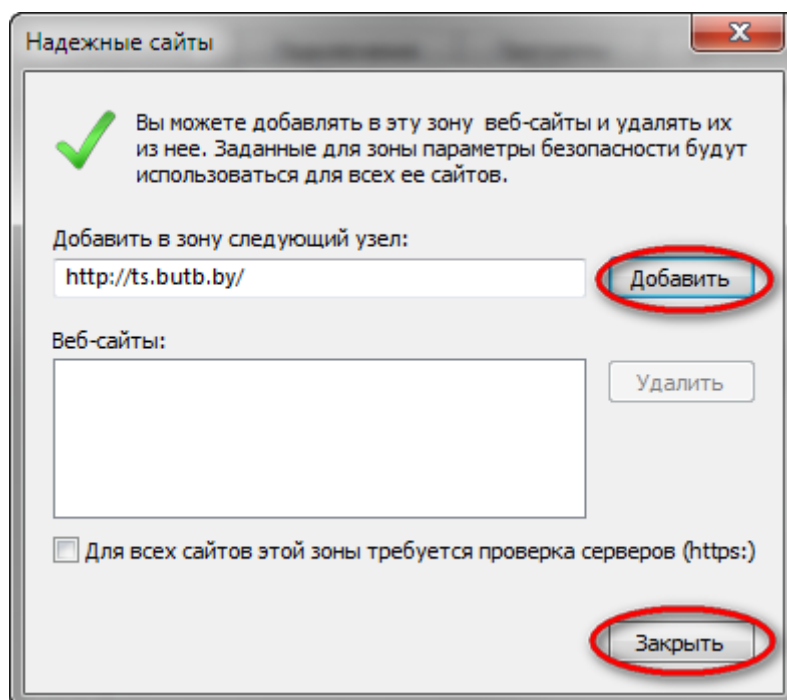 Надежные сайты
Вы можете добавлять в эту зону веб-сайты и удалять их
из нее. Заданные для зоны параметры безопасности будут
использоваться для всех ее сайтов.
Добавить в зону следующий узел:
http://ts.butb.by/
Добавить
Веб-сайты:
Удалить
Для всех сайтов этой зоны требуется проверка серверов (https:)
Закрыть